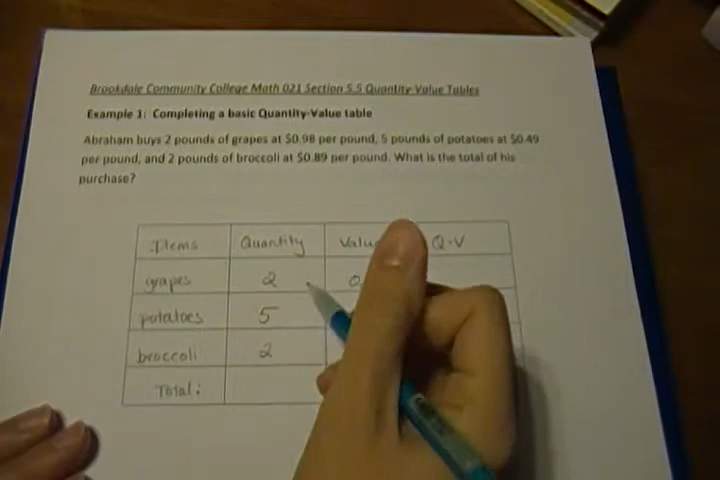 Brookdale Community College Math 021 Section 5.5 Quantity-Value Tables
Example 1: Completing a basic Quantity-Value table
Abraham buys 2 pounds of grapes at $0.98 per pound, 5 pounds of potatoes at $0.49
per pound, and 2 pounds of broccoli at $0.89 per pound. What is the total of his
purchase?
Items Quantity Q·V
grapes 2
potatoes 5
broccoli 2
Total: